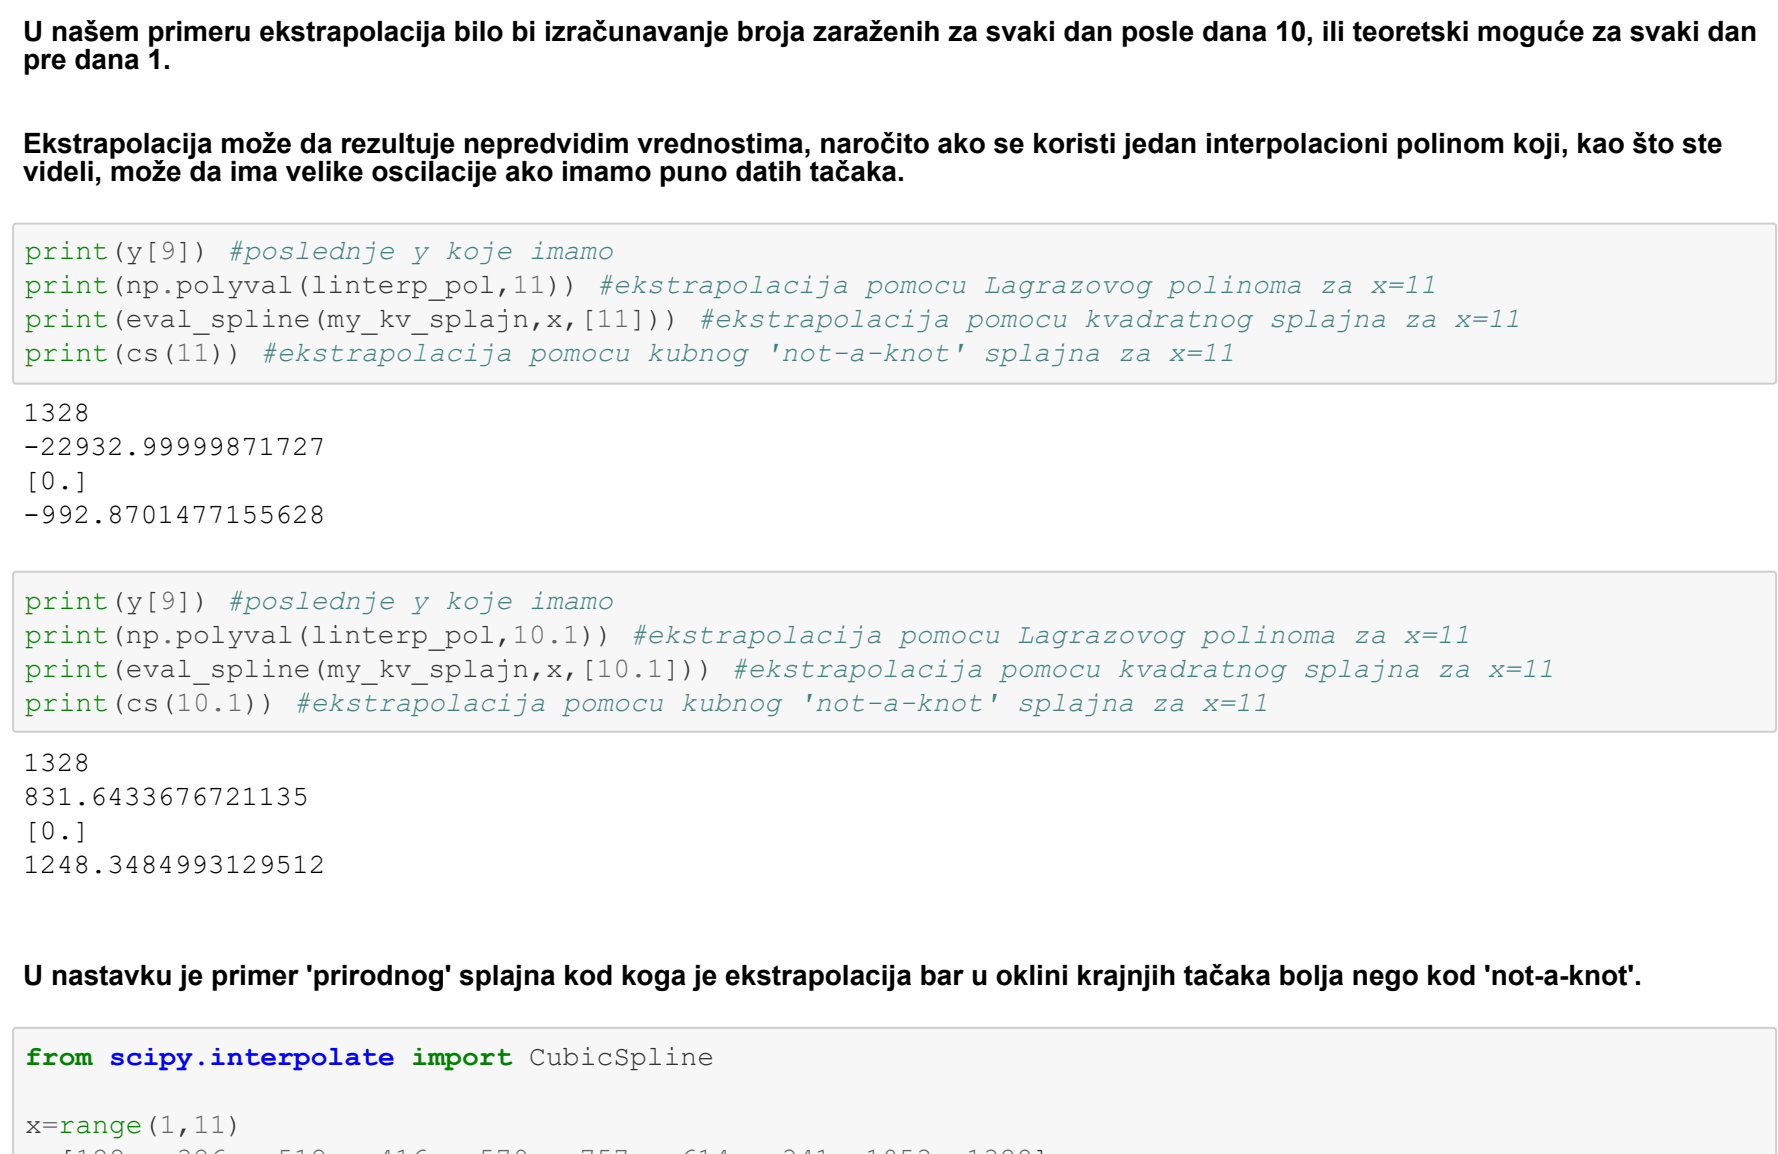 U našem primeru ekstrapolacija bilo bi izračunavanje broja zaraženih za svaki dan posle dana 10, ili teoretski moguće za svaki dan
pre dana 1.
Ekstrapolacija može da rezultuje nepredvidim vrednostima, naročito ako se koristi jedan interpolacioni polinom koji, kao što ste
videli, može da ima velike oscilacije ako imamo puno datih tačaka.
print(y[9]) #poslednje y koje imamo
print(np.polyval(linterp_pol,11)) #ekstrapolacija pomocu Lagrazovog polinoma za x=11
print(eval_spline(my_kv_splajn,x,[11])) #ekstrapolacija pomocu kvadratnog splajna za x=11
print(cs(11)) #ekstrapolacija pomocu kubnog 'not-a-knot' splajna za x=11
1328
-22932.99999871727
[0.]
-992.8701477155628
print(y[9]) #poslednje y koje imamo
print(np.polyval(linterp_pol,10.1)) #ekstrapolacija pomocu Lagrazovog polinoma za x=11
print(eval_spline(my_kv_splajn,x,[10.1])) #ekstrapolacija pomocu kvadratnog splajna za x=11
print(cs(10.1)) #ekstrapolacija pomocu kubnog 'not-a-knot' splajna za x=11
1328
831.6433676721135
[0.]
1248.3484993129512
U nastavku je primer 'prirodnog' splajna kod koga je ekstrapolacija bar u oklini krajnjih tačaka bolja nego kod 'not-a-knot'.
from scipy.interpolate import CubicSpline
x=range(1,11)